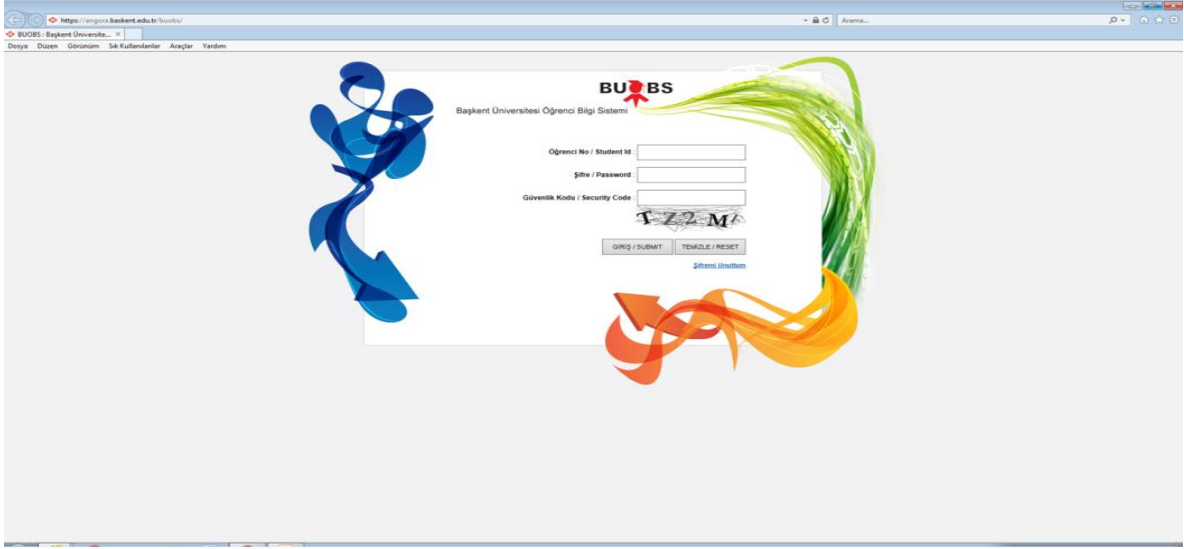 https://angora.baskent.edu.tr/buobs/
Arama...
BUOBS : Başkent Üniversite...
Dosya Düzen Görünüm Sık Kullanılanlar Araçlar Yardım
BU BS
Başkent Üniversitesi Öğrenci Bilgi Sistemi
Öğrenci No / Student Id :
Şifre / Password :
Güvenlik Kodu / Security Code :
GİRİŞ / SUBMIT TEMİZLE / RESET
Şifremi Unuttum